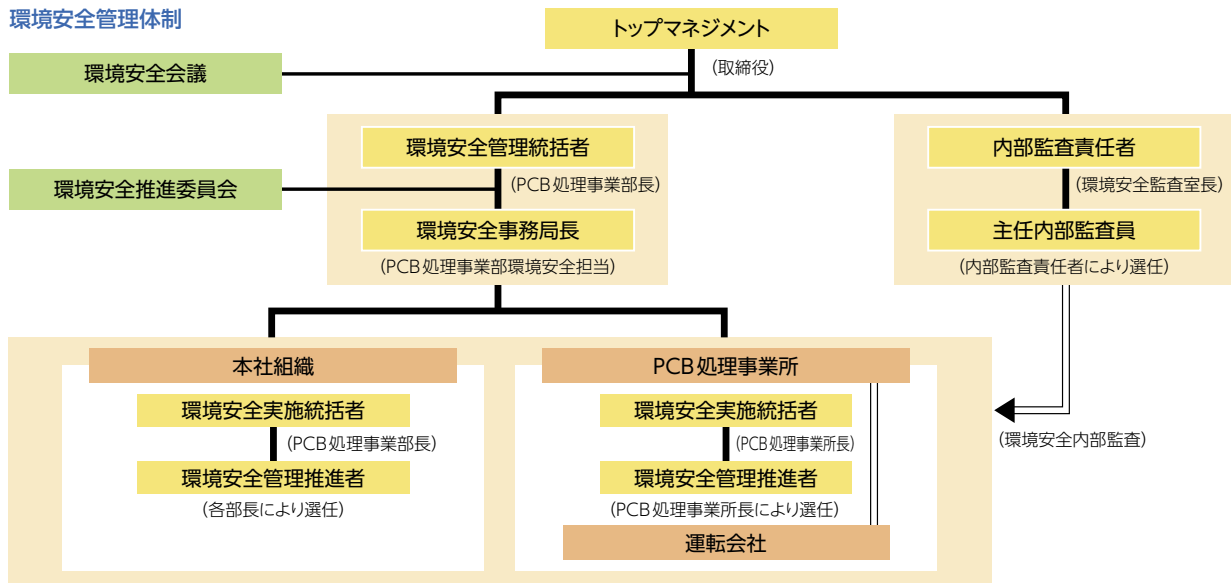 環境安全管理体制
トップマネジメント
(取締役)
環境安全会議
環境安全管理統括者
(PCB処理事業部長)
環境安全推進委員会
環境安全事務局長
(PCB処理事業部環境安全担当)
内部監査責任者
(環境安全監査室長)
主任内部監査員
(内部監査責任者により選任)
本社組織
環境安全実施統括者
(PCB処理事業部長)
環境安全管理推進者
(各部長により選任)
PCB処理事業所
環境安全実施統括者
(PCB処理事業所長)
環境安全管理推進者
(PCB処理事業所長により選任)
運転会社
(環境安全内部監査)